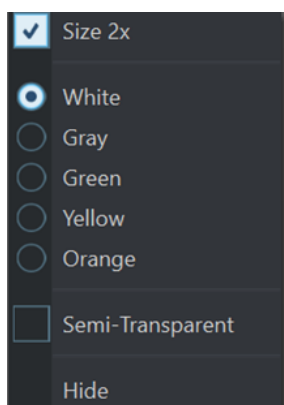 Size 2x
White
Gray
Green
Yellow
Orange
Semi-Transparent
Hide